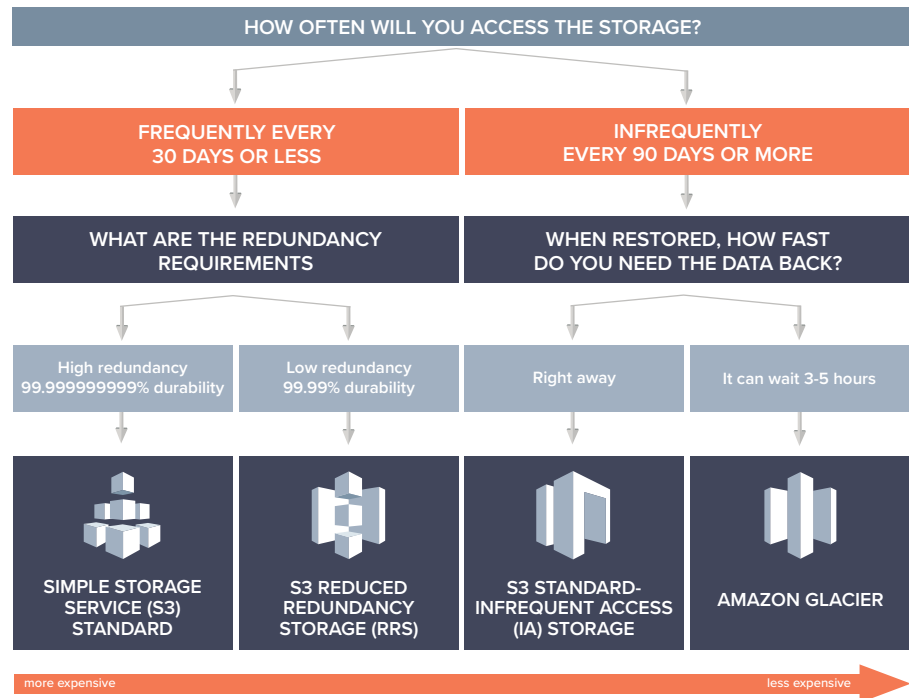 HOW OFTEN WILL YOU ACCESS THE STORAGE?
FREQUENTLY EVERY
30 DAYS OR LESS
INFREQUENTLY
EVERY 90 DAYS OR MORE
WHAT ARE THE REDUNDANCY
REQUIREMENTS
WHEN RESTORED, HOW FAST
DO YOU NEED THE DATA BACK?
High redundancy
99.999999999% durability
Low redundancy
99.99% durability
Right away
It can wait 3-5 hours
SIMPLE STORAGE
SERVICE (S3)
STANDARD
S3 REDUCED
REDUNDANCY
STORAGE (RRS)
S3 STANDARD-
INFREQUENT ACCESS
(IA) STORAGE
AMAZON GLACIER
more expensive
less expensive